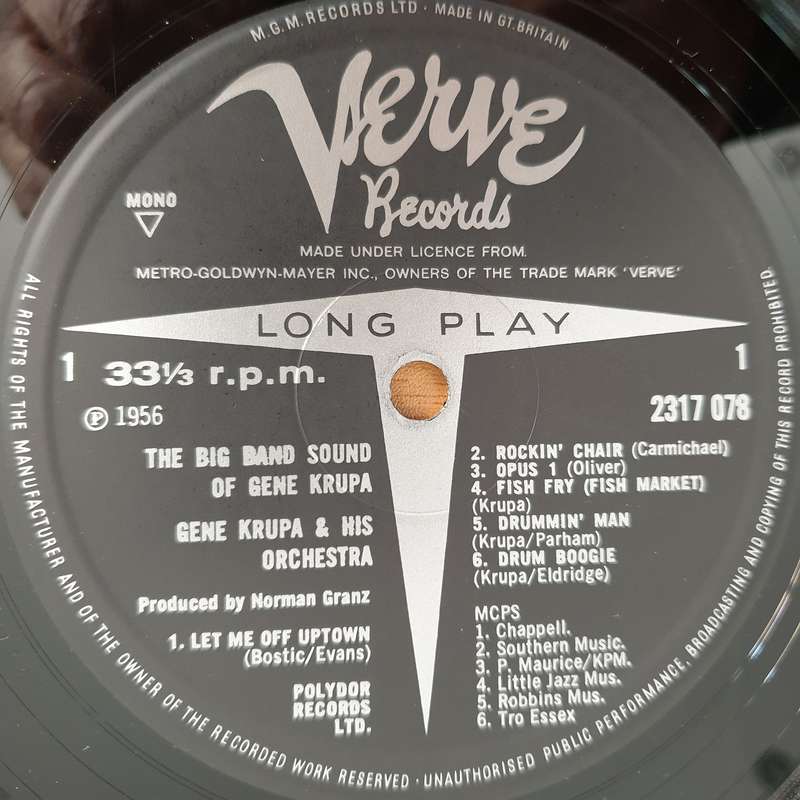 M.G.M. RECORDS LTD · MADE IN GT. BRITAIN
VERVE
Records
MONO
MADE UNDER LICENCE FROM.
METRO-GOLDWYN-MAYER INC., OWNERS OF THE TRADE MARK ‘VERVE’
LONG PLAY
1 33⅓ r.p.m.
1
℗ 1956
2317 078
THE BIG BAND SOUND
OF GENE KRUPA
GENE KRUPA & HIS
ORCHESTRA
Produced by Norman Granz
1. LET ME OFF UPTOWN
(Bostic/Evans)
POLYDOR
RECORDS
LTD.
2. ROCKIN’ CHAIR (Carmichael)
3. OPUS 1 (Oliver)
4. FISH FRY (FISH MARKET)
(Krupa)
5. DRUMMIN’ MAN
(Krupa/Parham)
6. DRUM BOOGIE
(Krupa/Eldridge)
MCPS
1. Chappell.
2. Southern Music.
3. P. Maurice/KPM.
4. Little Jazz Mus.
5. Robbins Mus.
6. Tro Essex
ALL RIGHTS OF THE MANUFACTURER AND OF THE OWNER OF THE RECORDED WORK RESERVED · UNAUTHORISED PUBLIC PERFORMANCE, BROADCASTING AND COPYING OF THIS RECORD PROHIBITED.